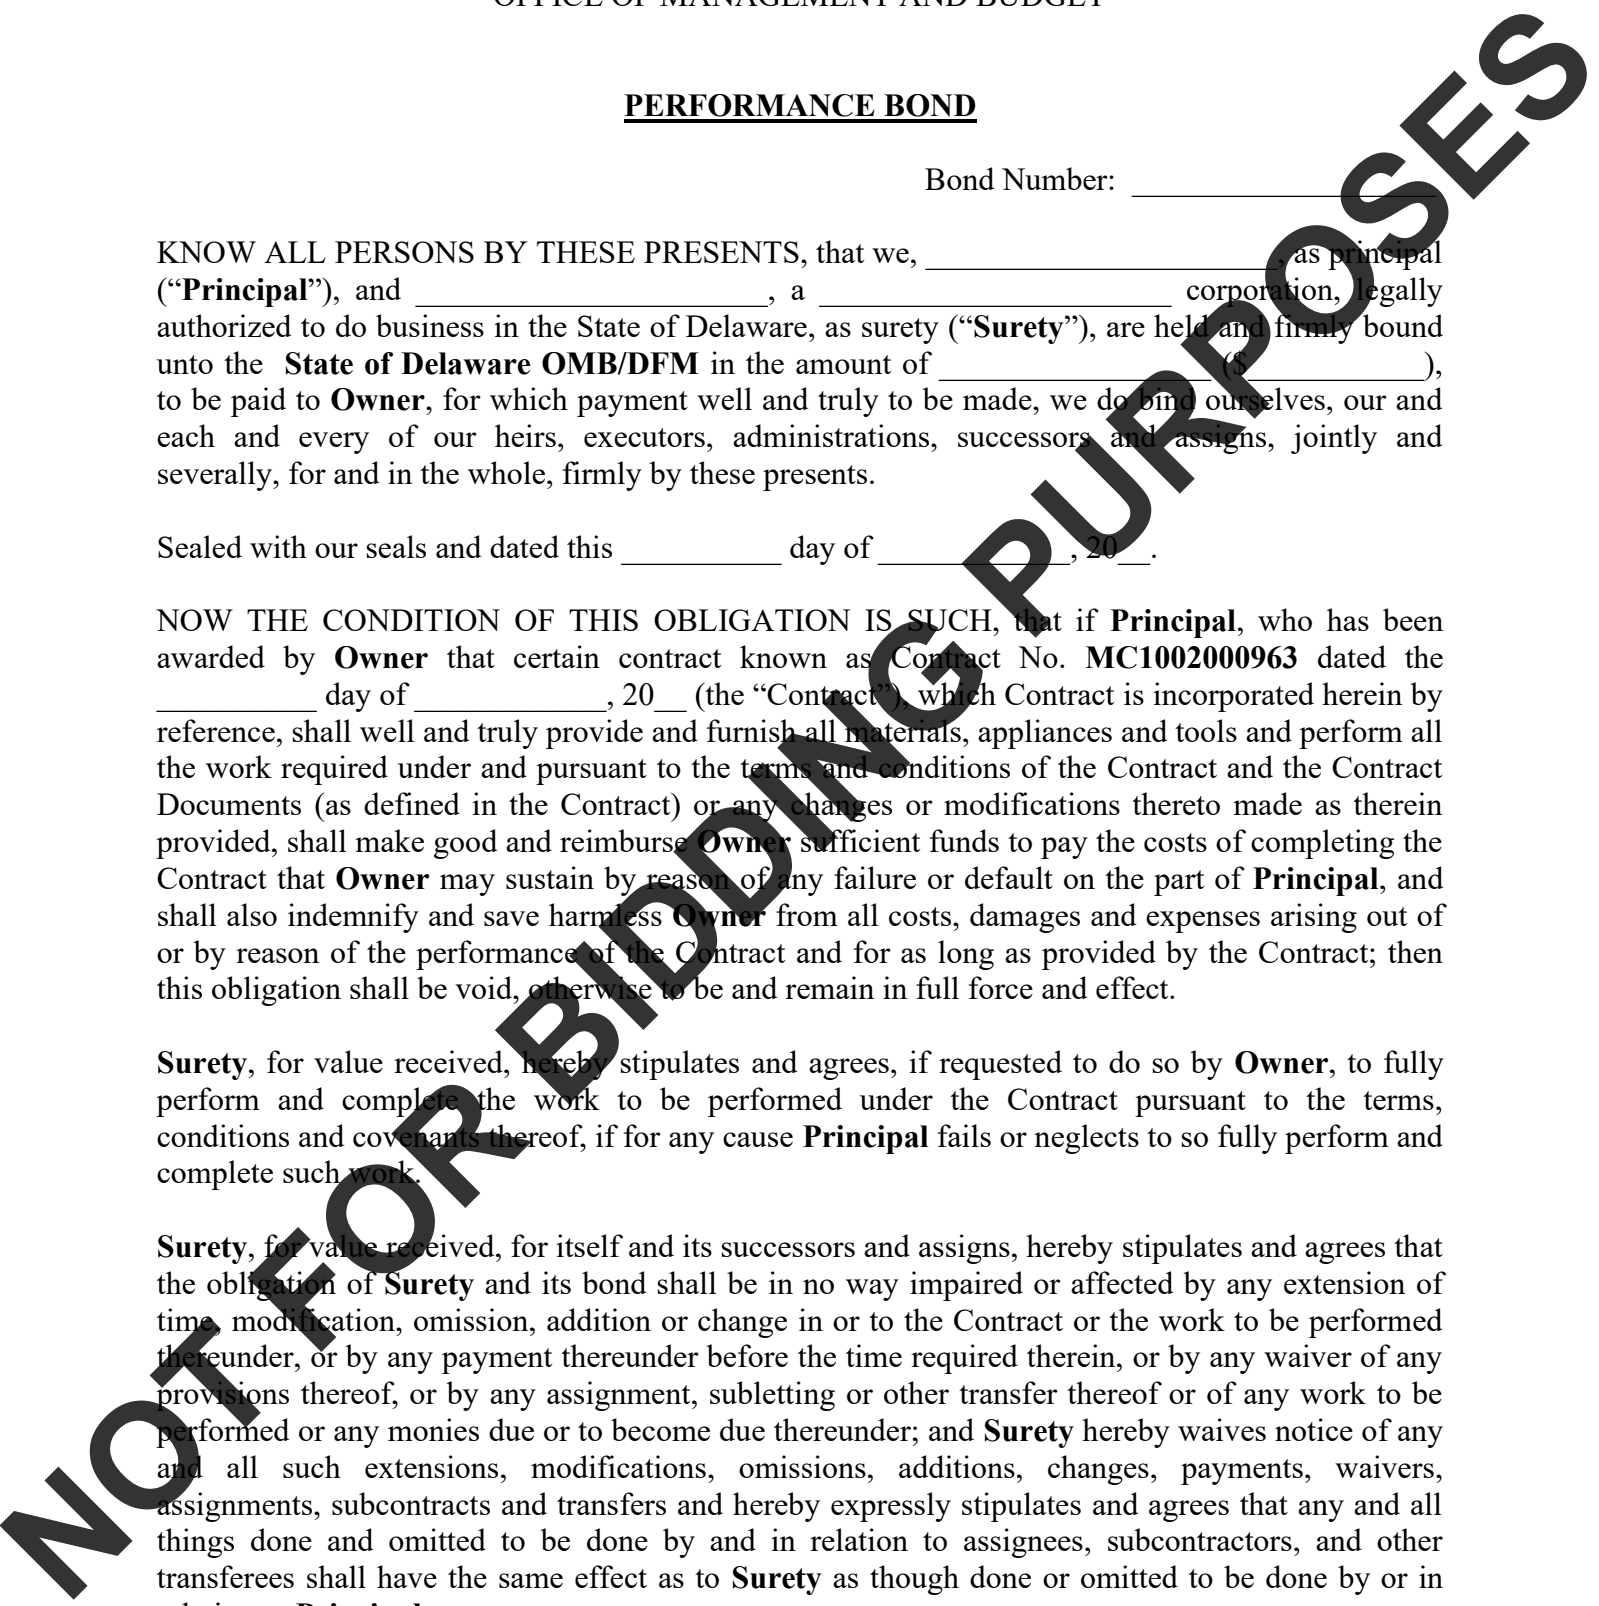 OFFICE OF MANAGEMENT AND BUDGET
PERFORMANCE BOND
Bond Number: ___________________
KNOW ALL PERSONS BY THESE PRESENTS, that we, ______________________, as principal
(“Principal”), and ______________________, a ______________________ corporation, legally
authorized to do business in the State of Delaware, as surety (“Surety”), are held and firmly bound
unto the State of Delaware OMB/DFM in the amount of _________________ ($___________),
to be paid to Owner, for which payment well and truly to be made, we do bind ourselves, our and
each and every of our heirs, executors, administrations, successors and assigns, jointly and
severally, for and in the whole, firmly by these presents.
Sealed with our seals and dated this __________ day of ____________, 20__.
NOW THE CONDITION OF THIS OBLIGATION IS SUCH, that if Principal, who has been
awarded by Owner that certain contract known as Contract No. MC1002000963 dated the
__________ day of ____________, 20__ (the “Contract”), which Contract is incorporated herein by
reference, shall well and truly provide and furnish all materials, appliances and tools and perform all
the work required under and pursuant to the terms and conditions of the Contract and the Contract
Documents (as defined in the Contract) or any changes or modifications thereto made as therein
provided, shall make good and reimburse Owner sufficient funds to pay the costs of completing the
Contract that Owner may sustain by reason of any failure or default on the part of Principal, and
shall also indemnify and save harmless Owner from all costs, damages and expenses arising out of
or by reason of the performance of the Contract and for as long as provided by the Contract; then
this obligation shall be void, otherwise to be and remain in full force and effect.
Surety, for value received, hereby stipulates and agrees, if requested to do so by Owner, to fully
perform and complete the work to be performed under the Contract pursuant to the terms,
conditions and covenants thereof, if for any cause Principal fails or neglects to so fully perform and
complete such work.
Surety, for value received, for itself and its successors and assigns, hereby stipulates and agrees that
the obligation of Surety and its bond shall be in no way impaired or affected by any extension of
time, modification, omission, addition or change in or to the Contract or the work to be performed
thereunder, or by any payment thereunder before the time required therein, or by any waiver of any
provisions thereof, or by any assignment, subletting or other transfer thereof or of any work to be
performed or any monies due or to become due thereunder; and Surety hereby waives notice of any
and all such extensions, modifications, omissions, additions, changes, payments, waivers,
assignments, subcontracts and transfers and hereby expressly stipulates and agrees that any and all
things done and omitted to be done by and in relation to assignees, subcontractors, and other
transferees shall have the same effect as to Surety as though done or omitted to be done by or in
NOT FOR BIDDING PURPOSES